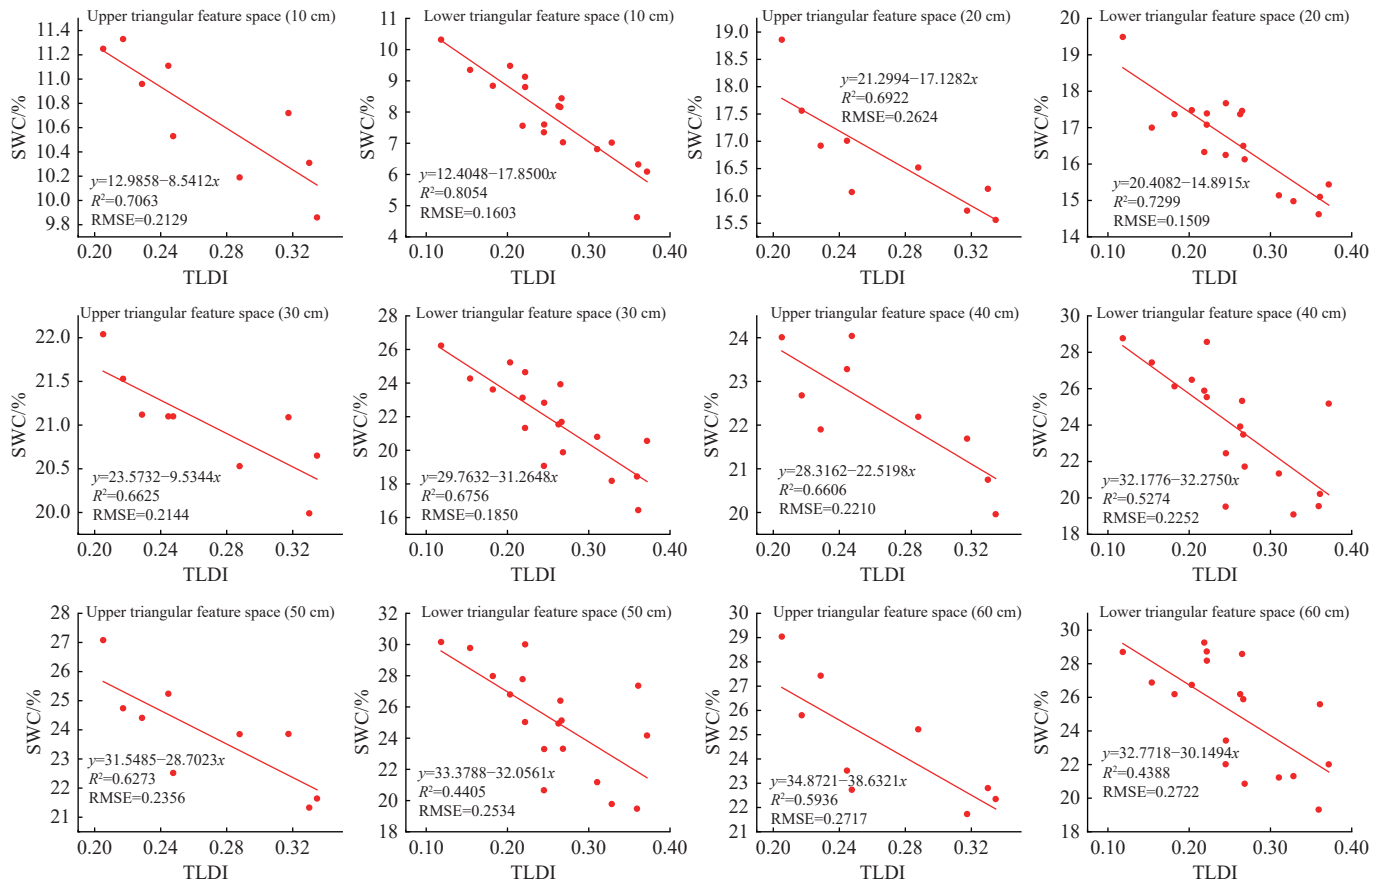 Upper triangular feature space (10 cm)
11.4
11.2
11.0
10.8
10.6
10.4
10.2
10.0
9.8
SWC/%
y=12.9858−8.5412x
R²=0.7063
RMSE=0.2129
0.20 0.24 0.28 0.32
TLDI
Lower triangular feature space (10 cm)
10
9
8
7
6
5
4
SWC/%
y=12.4048−17.8500x
R²=0.8054
RMSE=0.1603
0.10 0.20 0.30 0.40
TLDI
Upper triangular feature space (20 cm)
19.0
18.5
18.0
17.5
17.0
16.5
16.0
15.5
SWC/%
y=21.2994−17.1282x
R²=0.6922
RMSE=0.2624
0.20 0.24 0.28 0.32
TLDI
Lower triangular feature space (20 cm)
20
19
18
17
16
15
14
SWC/%
y=20.4082−14.8915x
R²=0.7299
RMSE=0.1509
0.10 0.20 0.30 0.40
TLDI
Upper triangular feature space (30 cm)
22.0
21.5
21.0
20.5
20.0
SWC/%
y=23.5732−9.5344x
R²=0.6625
RMSE=0.2144
0.20 0.24 0.28 0.32
TLDI
Lower triangular feature space (30 cm)
28
26
24
22
20
18
16
SWC/%
y=29.7632−31.2648x
R²=0.6756
RMSE=0.1850
0.10 0.20 0.30 0.40
TLDI
Upper triangular feature space (40 cm)
24
23
22
21
20
SWC/%
y=28.3162−22.5198x
R²=0.6606
RMSE=0.2210
0.20 0.24 0.28 0.32
TLDI
Lower triangular feature space (40 cm)
30
28
26
24
22
20
18
SWC/%
y=32.1776−32.2750x
R²=0.5274
RMSE=0.2252
0.10 0.20 0.30 0.40
TLDI
Upper triangular feature space (50 cm)
28
27
26
25
24
23
22
21
SWC/%
y=31.5485−28.7023x
R²=0.6273
RMSE=0.2356
0.20 0.24 0.28 0.32
TLDI
Lower triangular feature space (50 cm)
32
30
28
26
24
22
20
18
SWC/%
y=33.3788−32.0561x
R²=0.4405
RMSE=0.2534
0.10 0.20 0.30 0.40
TLDI
Upper triangular feature space (60 cm)
30
29
28
27
26
25
24
23
22
21
SWC/%
y=34.8721−38.6321x
R²=0.5936
RMSE=0.2717
0.20 0.24 0.28 0.32
TLDI
Lower triangular feature space (60 cm)
30
28
26
24
22
20
18
SWC/%
y=32.7718−30.1494x
R²=0.4388
RMSE=0.2722
0.10 0.20 0.30 0.40
TLDI